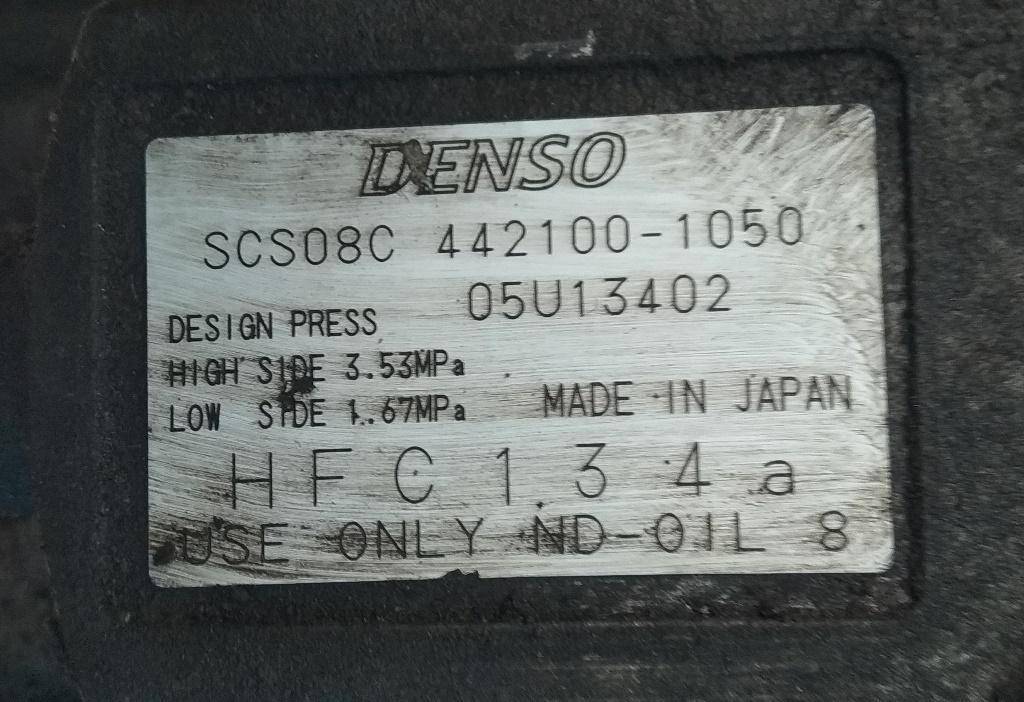 DENSO
SCS08C 442100-1050
05U13402
DESIGN PRESS
HIGH SIDE 3.53MPa
LOW SIDE 1.67MPa
MADE IN JAPAN
HFC134a
USE ONLY ND-OIL 8